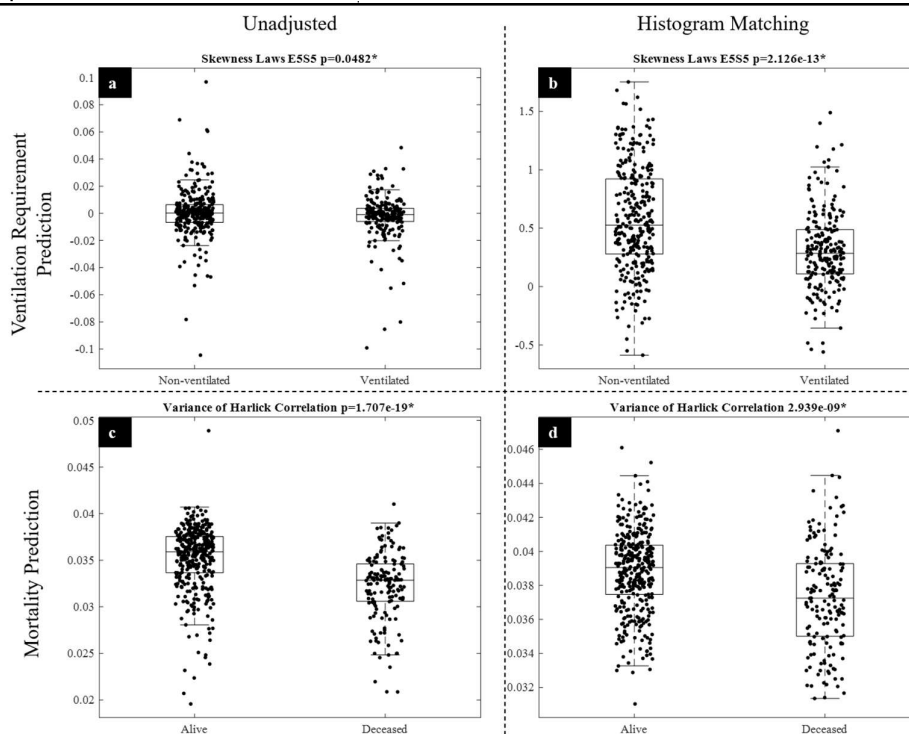 Unadjusted
Histogram Matching
Ventilation Requirement
Prediction
Skewness Laws E5S5 p=0.0482*
a
0.1
0.08
0.06
0.04
0.02
0
-0.02
-0.04
-0.06
-0.08
-0.1
Non-ventilated
Ventilated
Skewness Laws E5S5 p=2.126e-13*
b
1.5
1
0.5
0
-0.5
Non-ventilated
Ventilated
Mortality Prediction
Variance of Harlick Correlation p=1.707e-19*
c
0.05
0.045
0.04
0.035
0.03
0.025
0.02
Alive
Deceased
Variance of Harlick Correlation 2.939e-09*
d
0.046
0.044
0.042
0.04
0.038
0.036
0.034
0.032
Alive
Deceased